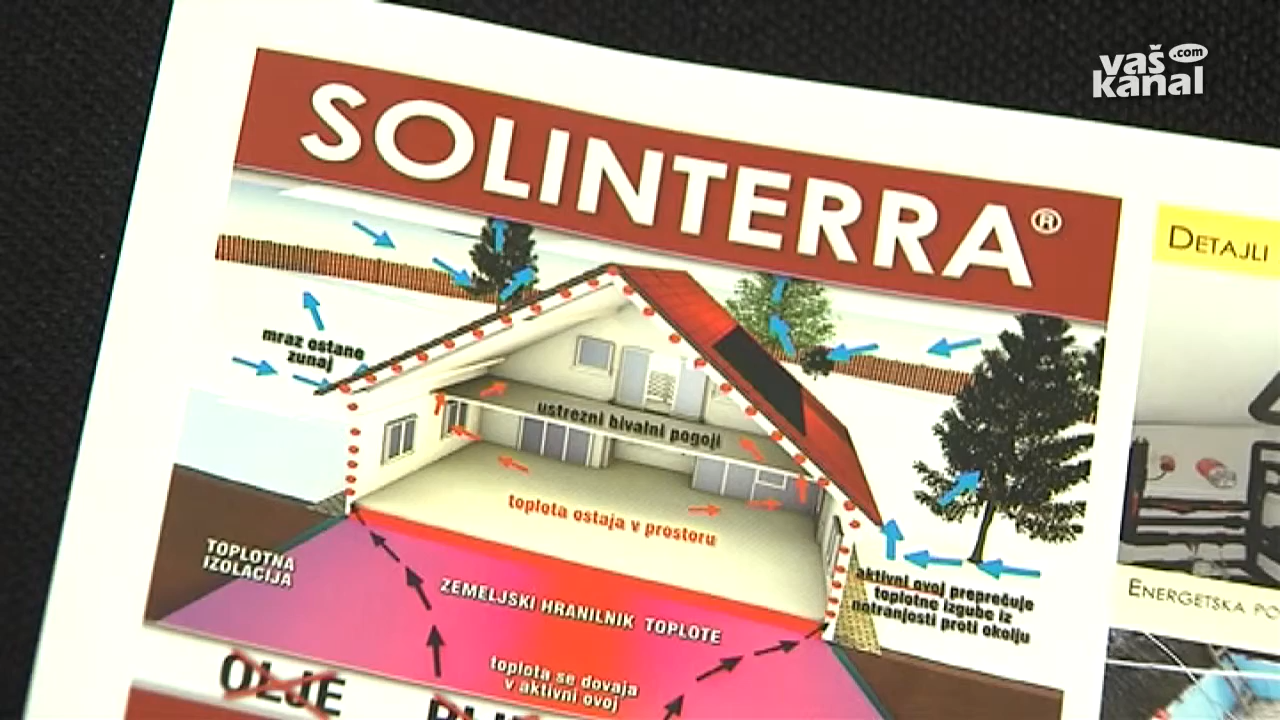 vaš
.com
kanal
SOLINTERRA®
DETAJLI
mraz ostane
zunaj
ustrezni bivalni pogoji
toplota ostaja v prostoru
TOPLOTNA
IZOLACIJA
ZEMELJSKI HRANILNIK TOPLOTE
aktivni ovoj preprečuje
toplotne izgube iz
notranjosti proti okolju
ENERGETSKA PO
toplota se dovaja
v aktivni ovoj
OLJE